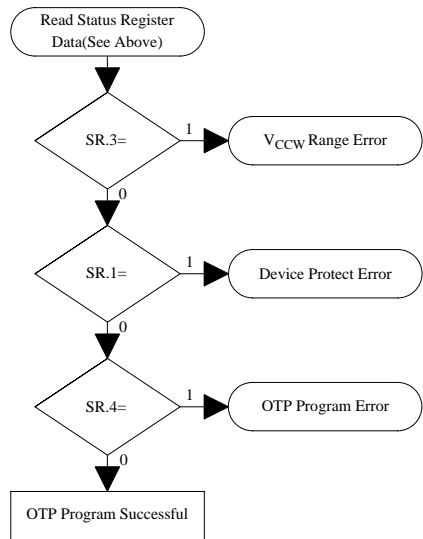 Read Status Register
Data(See Above)
SR.3=
1
VCCW Range Error
0
SR.1=
1
Device Protect Error
0
SR.4=
1
OTP Program Error
0
OTP Program Successful